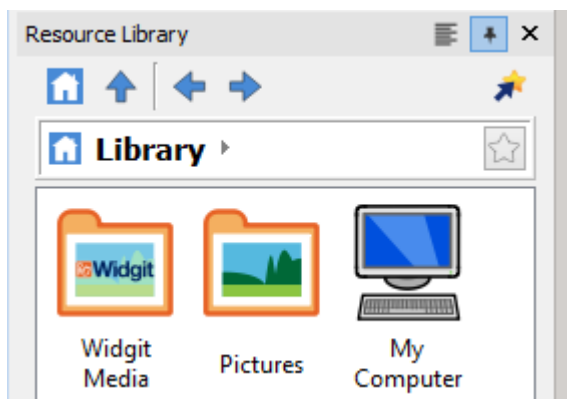 Resource Library
Library
Widgit
Widgit
Media
Pictures
My
Computer